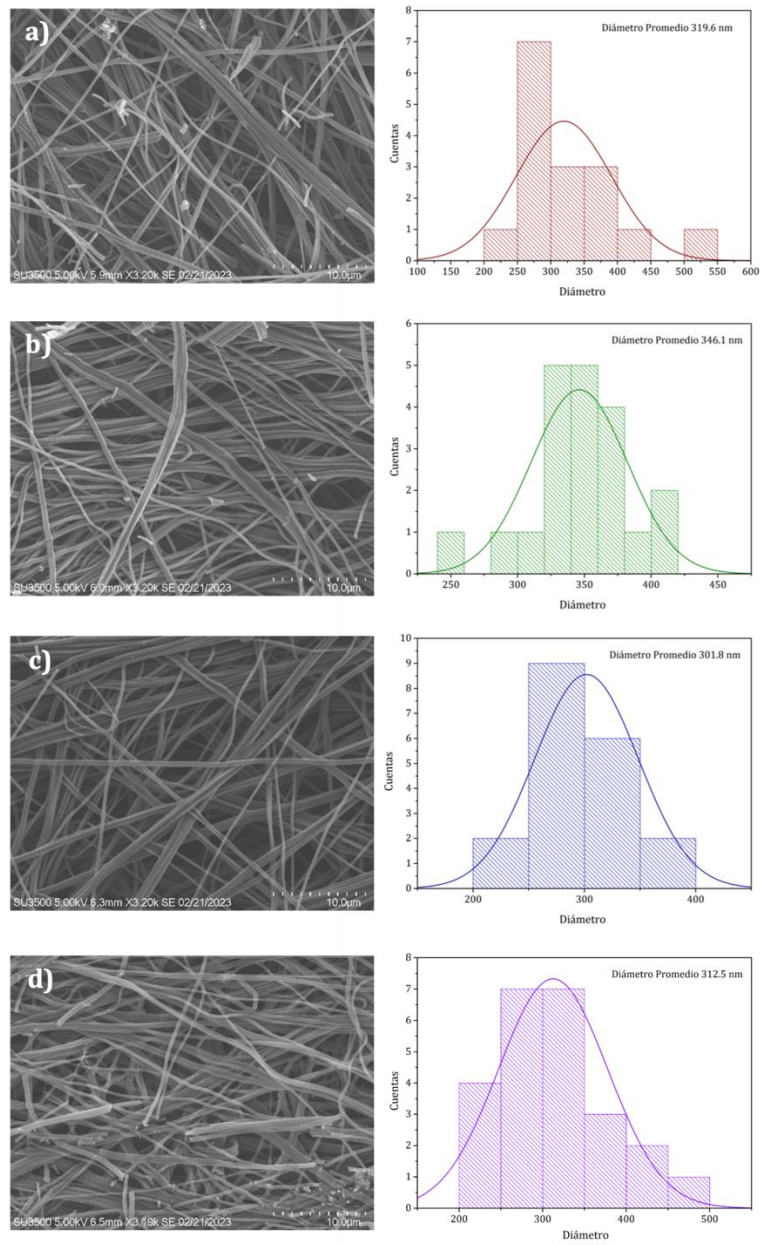 a)
SU3500 5.00kV 5.9mm X3.20k SE 02/21/2023
10.0µm
Diámetro Promedio 319.6 nm
Cuentas
8
7
6
5
4
3
2
1
0
100 150 200 250 300 350 400 450 500 550 600
Diámetro
b)
SU3500 5.00kV 6.0mm X3.20k SE 02/21/2023
10.0µm
Diámetro Promedio 346.1 nm
Cuentas
6
5
4
3
2
1
0
250 300 350 400 450
Diámetro
c)
SU3500 5.00kV 6.3mm X3.20k SE 02/21/2023
10.0µm
Diámetro Promedio 301.8 nm
Cuentas
10
9
8
7
6
5
4
3
2
1
0
200 300 400
Diámetro
d)
SU3500 5.00kV 6.5mm X3.19k SE 02/21/2023
10.0µm
Diámetro Promedio 312.5 nm
Cuentas
8
7
6
5
4
3
2
1
0
200 300 400 500
Diámetro